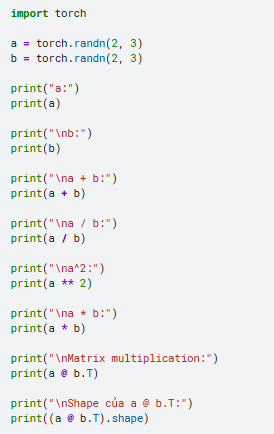 import torch
a = torch.randn(2, 3)
b = torch.randn(2, 3)
print("a:")
print(a)
print("\nb:")
print(b)
print("\na + b:")
print(a + b)
print("\na / b:")
print(a / b)
print("\na^2:")
print(a ** 2)
print("\na * b:")
print(a * b)
print("\nMatrix multiplication:")
print(a @ b.T)
print("\nShape của a @ b.T:")
print((a @ b.T).shape)